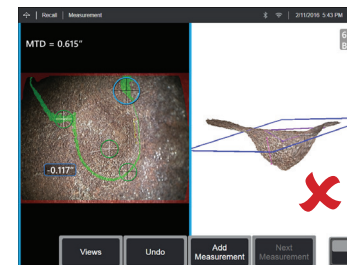 Recall | Measurement
2/11/2016 5:43 PM
MTD = 0.615"
6
B
-0.117"
Views
Undo
Add Measurement
Next Measurement